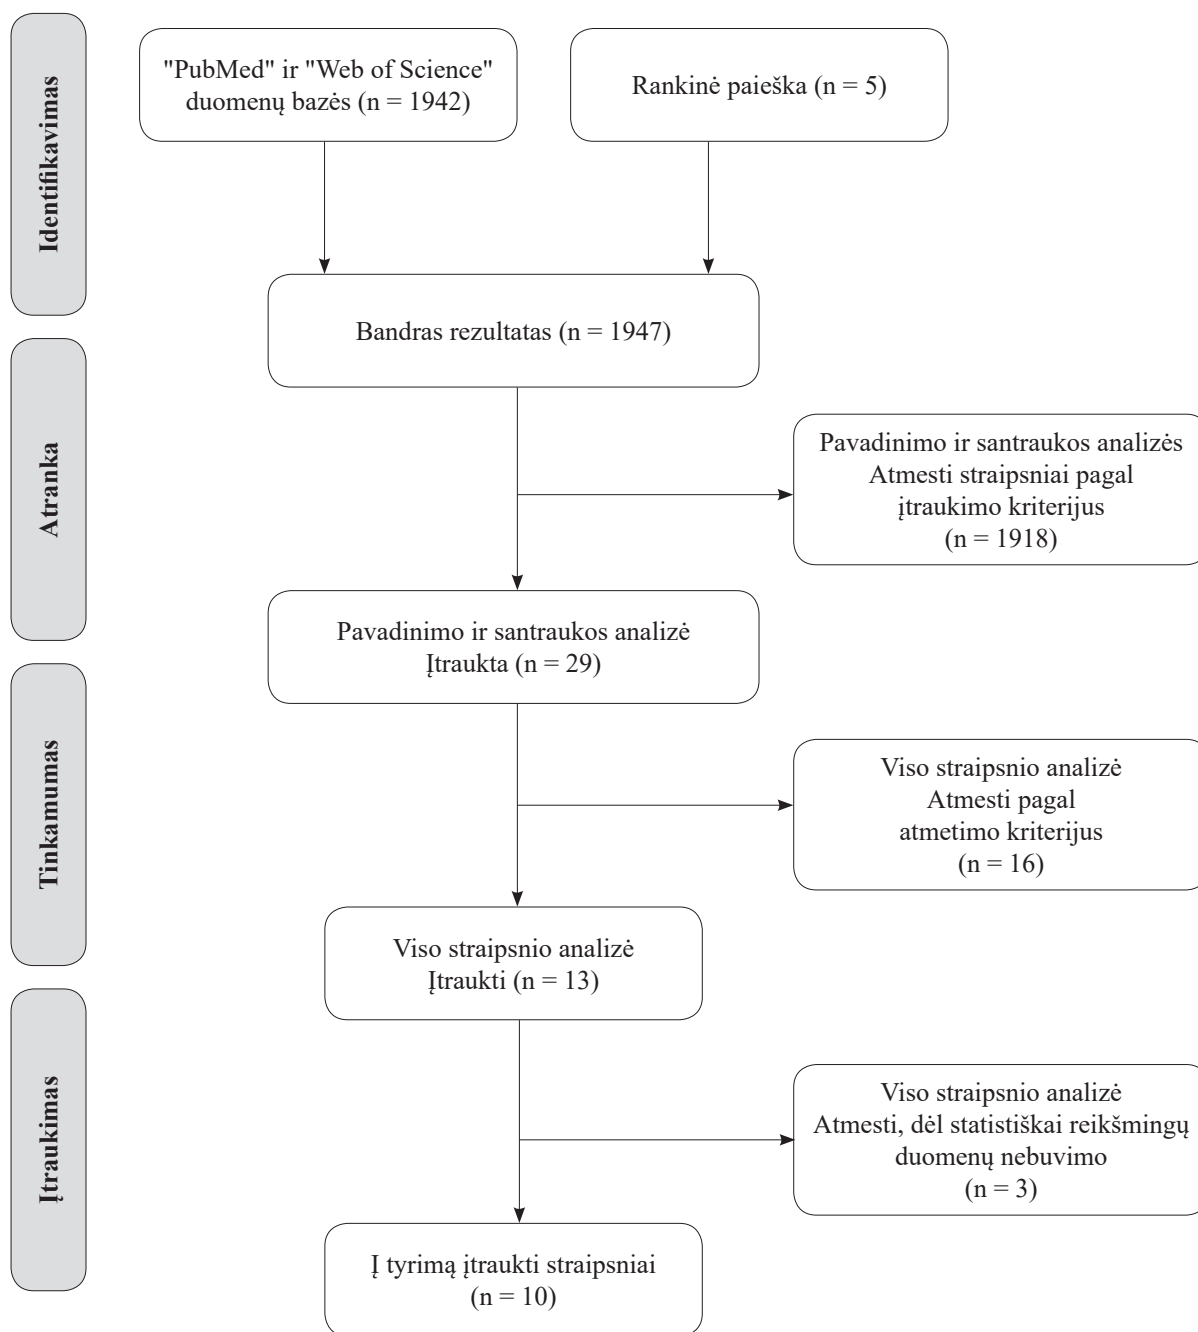 Identifikavimas
"PubMed" ir "Web of Science"
duomenų bazės (n = 1942)
Rankinė paieška (n = 5)
Bandras rezultatas (n = 1947)
Atranka
Pavadinimo ir santraukos analizės
Atmesti straipsniai pagal
įtraukimo kriterijus
(n = 1918)
Pavadinimo ir santraukos analizė
Įtraukta (n = 29)
Tinkamumas
Viso straipsnio analizė
Atmesti pagal
atmetimo kriterijus
(n = 16)
Viso straipsnio analizė
Įtraukti (n = 13)
Įtraukimas
Viso straipsnio analizė
Atmesti, dėl statistiškai reikšmingų
duomenų nebuvimo
(n = 3)
Į tyrimą įtraukti straipsniai
(n = 10)